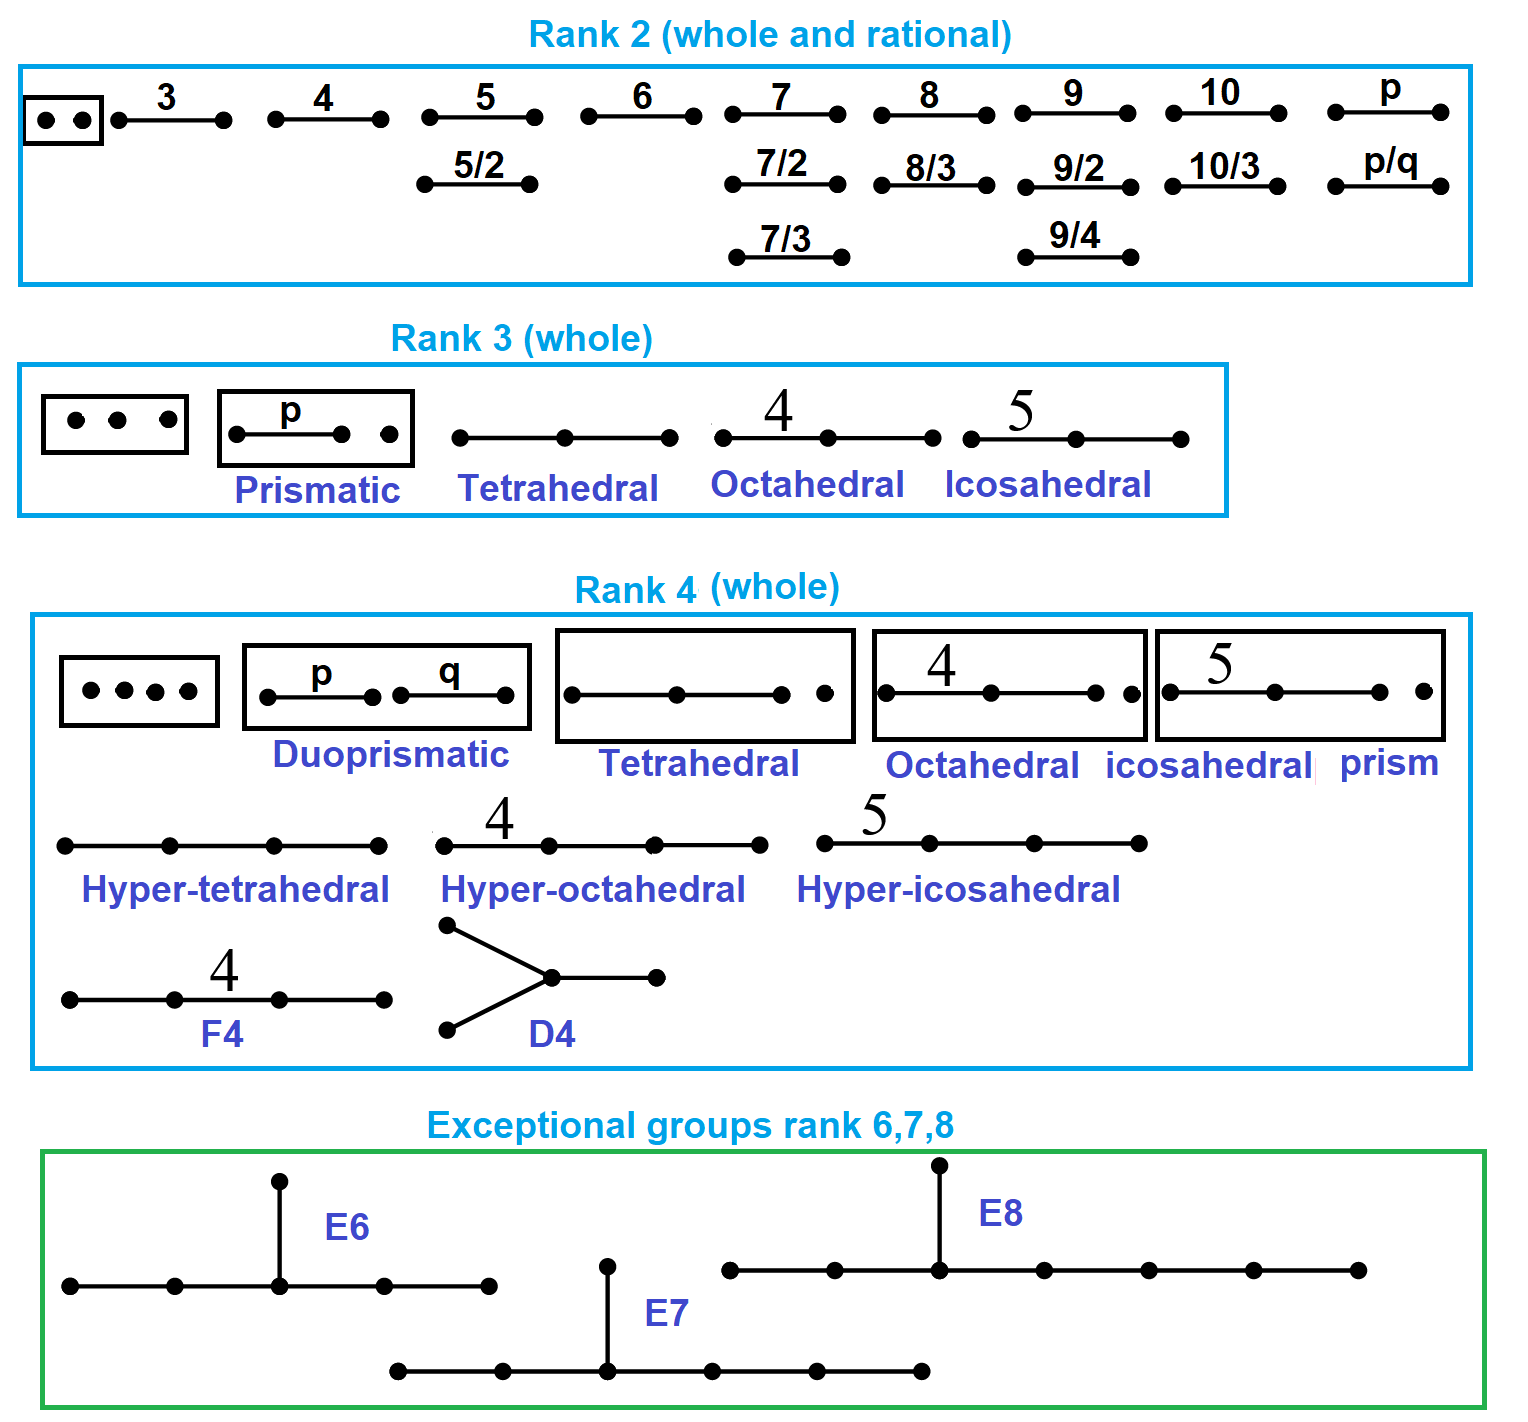 Rank 2 (whole and rational)
3 4 5 6 7 8 9 10 p
5/2 7/2 8/3 9/2 10/3 p/q
7/3 9/4
Rank 3 (whole)
p 4 5
Prismatic Tetrahedral Octahedral Icosahedral
Rank 4 (whole)
p q 4 5
Duoprismatic Tetrahedral Octahedral icosahedral prism
4 5
Hyper-tetrahedral Hyper-octahedral Hyper-icosahedral
4
F4 D4
Exceptional groups rank 6,7,8
E6 E8
E7